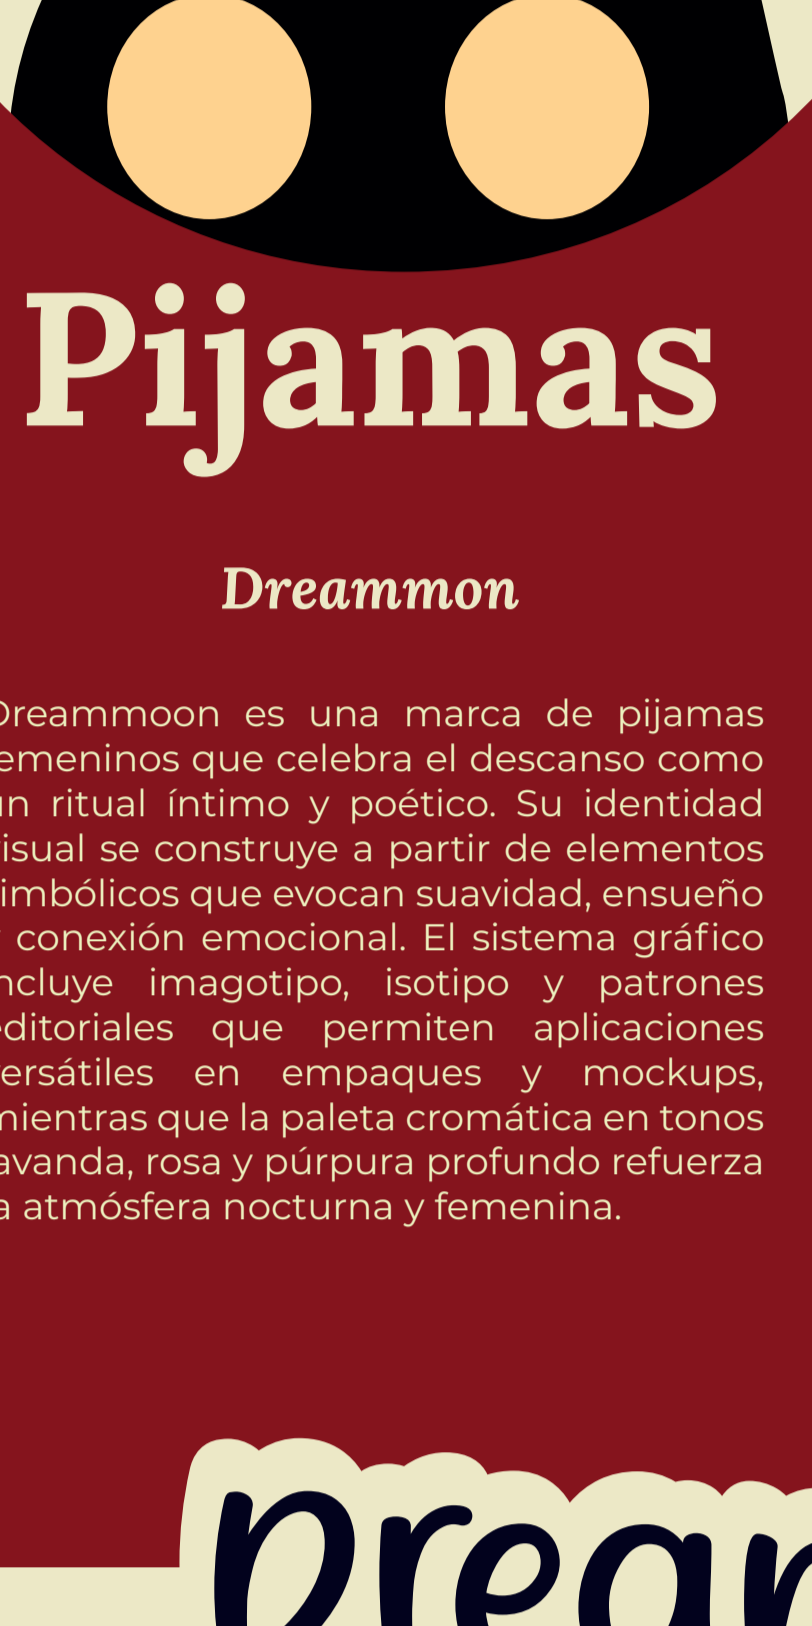 Pijamas
Dreammon
Dreammoon es una marca de pijamas
emeninos que celebra el descanso como
un ritual íntimo y poético. Su identidad
isual se construye a partir de elementos
imbólicos que evocan suavidad, ensueño
y conexión emocional. El sistema gráfico
ncluye imagotipo, isotipo y patrones
editoriales que permiten aplicaciones
ersátiles en empaques y mockups,
mientras que la paleta cromática en tonos
avanda, rosa y púrpura profundo refuerza
a atmósfera nocturna y femenina.
Drear